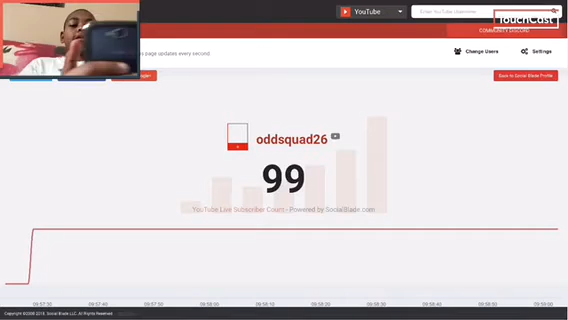 YouTube
Enter YouTube Username
TouchCast
COMMUNITY DISCORD
page updates every second
Change Users
Settings
Back to Social Blade Profile
oddsquad26
99
YouTube Live Subscriber Count - Powered by SocialBlade.com
09:57:30
09:57:40
09:57:50
09:58:00
09:58:10
09:58:20
09:58:30
09:58:40
09:58:50
09:59:00
Copyright ©2008-2018. Social Blade LLC. All Rights Reserved